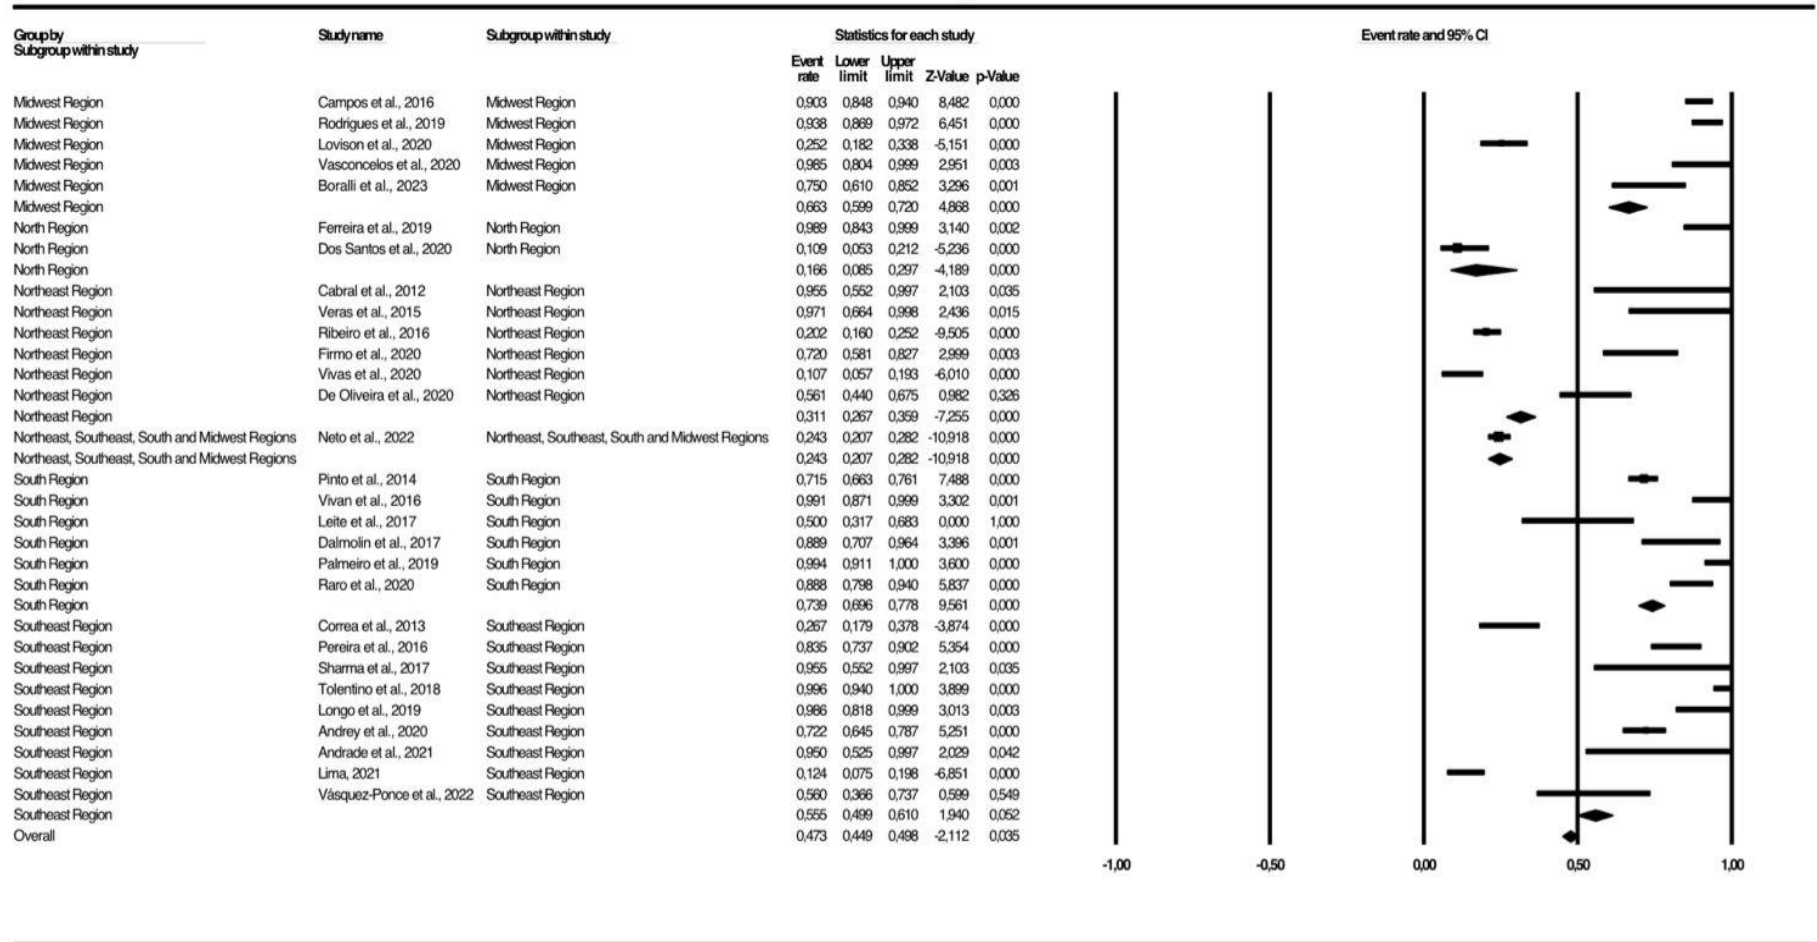 Group by Study name Subgroup within study Statistics for each study Event rate and 95% CI
Subgroup within study
Event Lower Upper
rate limit limit Z-Value p-Value
Midwest Region Campos et al., 2016 Midwest Region 0,903 0,848 0,940 8,482 0,000
Midwest Region Rodrigues et al., 2019 Midwest Region 0,938 0,869 0,972 6,451 0,000
Midwest Region Lovison et al., 2020 Midwest Region 0,252 0,182 0,338 -5,151 0,000
Midwest Region Vasconcelos et al., 2020 Midwest Region 0,985 0,804 0,999 2,951 0,003
Midwest Region Boralli et al., 2023 Midwest Region 0,750 0,610 0,852 3,296 0,001
Midwest Region 0,663 0,599 0,720 4,868 0,000
North Region Ferreira et al., 2019 North Region 0,989 0,843 0,999 3,140 0,002
North Region Dos Santos et al., 2020 North Region 0,109 0,053 0,212 -5,236 0,000
North Region 0,166 0,085 0,297 -4,189 0,000
Northeast Region Cabral et al., 2012 Northeast Region 0,955 0,552 0,997 2,103 0,035
Northeast Region Veras et al., 2015 Northeast Region 0,971 0,664 0,998 2,436 0,015
Northeast Region Ribeiro et al., 2016 Northeast Region 0,202 0,160 0,252 -9,505 0,000
Northeast Region Firmo et al., 2020 Northeast Region 0,720 0,581 0,827 2,999 0,003
Northeast Region Vivas et al., 2020 Northeast Region 0,107 0,057 0,193 -6,010 0,000
Northeast Region De Oliveira et al., 2020 Northeast Region 0,561 0,440 0,675 0,982 0,326
Northeast Region 0,311 0,267 0,359 -7,255 0,000
Northeast, Southeast, South and Midwest Regions Neto et al., 2022 Northeast, Southeast, South and Midwest Regions 0,243 0,207 0,282 -10,918 0,000
Northeast, Southeast, South and Midwest Regions 0,243 0,207 0,282 -10,918 0,000
South Region Pinto et al., 2014 South Region 0,715 0,663 0,761 7,488 0,000
South Region Vivan et al., 2016 South Region 0,991 0,871 0,999 3,302 0,001
South Region Leite et al., 2017 South Region 0,500 0,317 0,683 0,000 1,000
South Region Dalmolin et al., 2017 South Region 0,889 0,707 0,964 3,396 0,001
South Region Palmeiro et al., 2019 South Region 0,994 0,911 1,000 3,600 0,000
South Region Raro et al., 2020 South Region 0,888 0,798 0,940 5,837 0,000
South Region 0,739 0,696 0,778 9,561 0,000
Southeast Region Correa et al., 2013 Southeast Region 0,267 0,179 0,378 -3,874 0,000
Southeast Region Pereira et al., 2016 Southeast Region 0,835 0,737 0,902 5,354 0,000
Southeast Region Sharma et al., 2017 Southeast Region 0,955 0,552 0,997 2,103 0,035
Southeast Region Tolentino et al., 2018 Southeast Region 0,996 0,940 1,000 3,899 0,000
Southeast Region Longo et al., 2019 Southeast Region 0,986 0,818 0,999 3,013 0,003
Southeast Region Andrey et al., 2020 Southeast Region 0,722 0,645 0,787 5,251 0,000
Southeast Region Andrade et al., 2021 Southeast Region 0,950 0,525 0,997 2,029 0,042
Southeast Region Lima, 2021 Southeast Region 0,124 0,075 0,198 -6,851 0,000
Southeast Region Vásquez-Ponce et al., 2022 Southeast Region 0,560 0,366 0,737 0,599 0,549
Southeast Region 0,555 0,499 0,610 1,940 0,052
Overall 0,473 0,449 0,498 -2,112 0,035
-1,00 -0,50 0,00 0,50 1,00